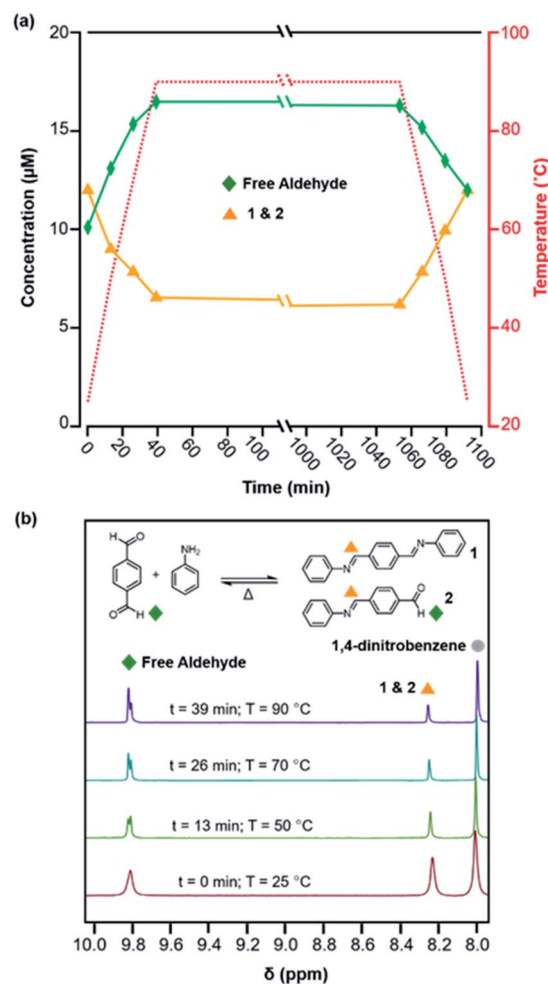 (a)
20
15
10
5
0
Concentration (µM)
100
80
60
40
20
Temperature (˚C)
Free Aldehyde
1 & 2
0
20
40
60
80
100
1000
1020
1040
1060
1080
1100
Time (min)
(b)
H
O
NH2
+
Δ
H
O
N
N
1
N
O
H
2
1,4-dinitrobenzene
Free Aldehyde
1 & 2
t = 39 min; T = 90 °C
t = 26 min; T = 70 °C
t = 13 min; T = 50 °C
t = 0 min; T = 25 °C
10.0 9.8 9.6 9.4 9.2 9.0 8.8 8.6 8.4 8.2 8.0
δ (ppm)